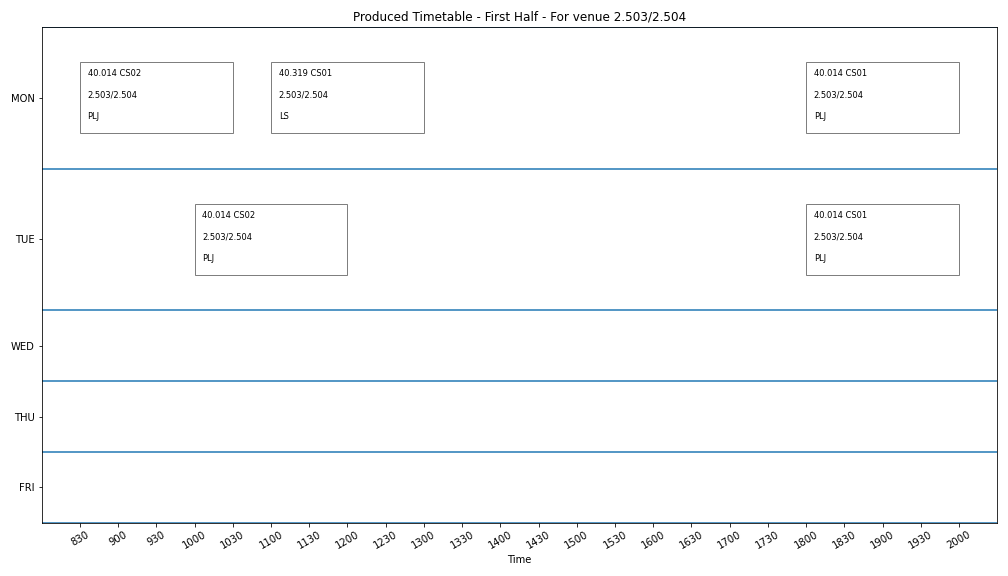 Produced Timetable - First Half - For venue 2.503/2.504
MON
40.014 CS02
2.503/2.504
PLJ
40.319 CS01
2.503/2.504
LS
40.014 CS01
2.503/2.504
PLJ
TUE
40.014 CS02
2.503/2.504
PLJ
40.014 CS01
2.503/2.504
PLJ
WED
THU
FRI
830 900 930 1000 1030 1100 1130 1200 1230 1300 1330 1400 1430 1500 1530 1600 1630 1700 1730 1800 1830 1900 1930 2000
Time